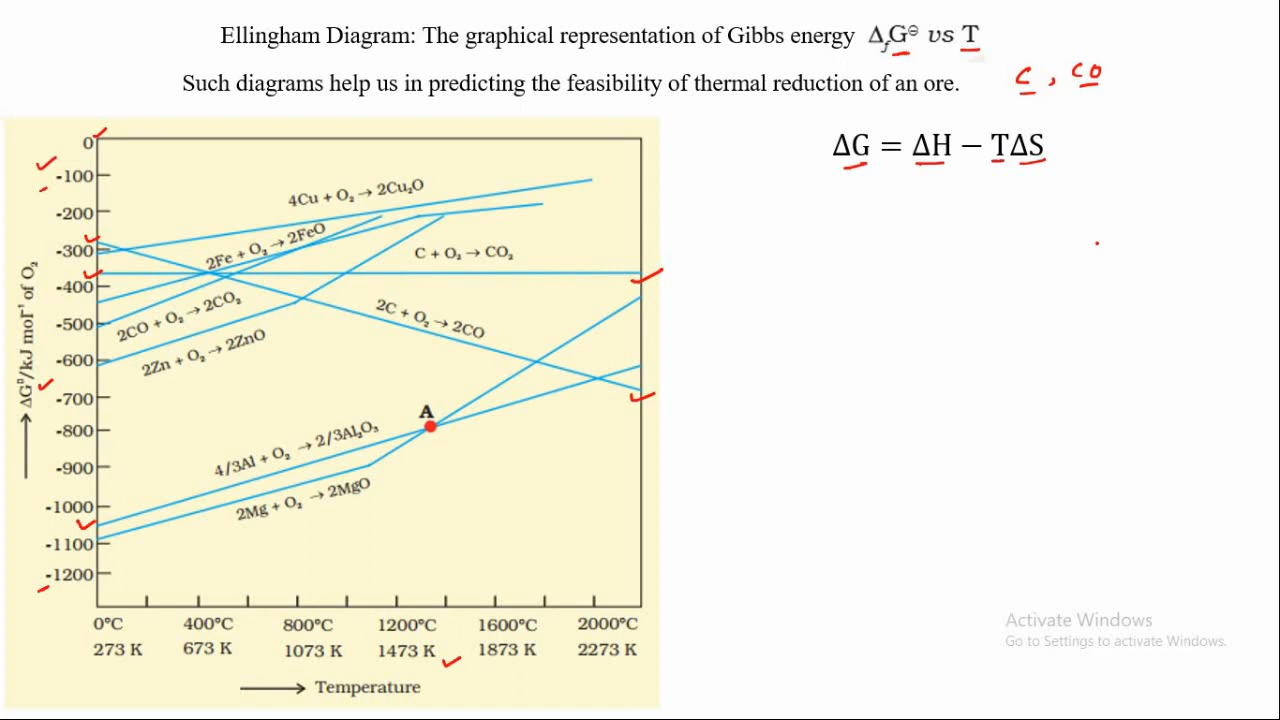 Ellingham Diagram: The graphical representation of Gibbs energy ΔfG⊖ vs T
Such diagrams help us in predicting the feasibility of thermal reduction of an ore.
C , CO
ΔG = ΔH − TΔS
0
-100
-200
-300
-400
-500
-600
-700
-800
-900
-1000
-1100
-1200
ΔG⁰/kJ mol⁻¹ of O₂
4Cu + O₂ → 2Cu₂O
2Fe + O₂ → 2FeO
C + O₂ → CO₂
2CO + O₂ → 2CO₂
2C + O₂ → 2CO
2Zn + O₂ → 2ZnO
A
4/3Al + O₂ → 2/3Al₂O₃
2Mg + O₂ → 2MgO
0°C 400°C 800°C 1200°C 1600°C 2000°C
273 K 673 K 1073 K 1473 K 1873 K 2273 K
Temperature
Activate Windows
Go to Settings to activate Windows.